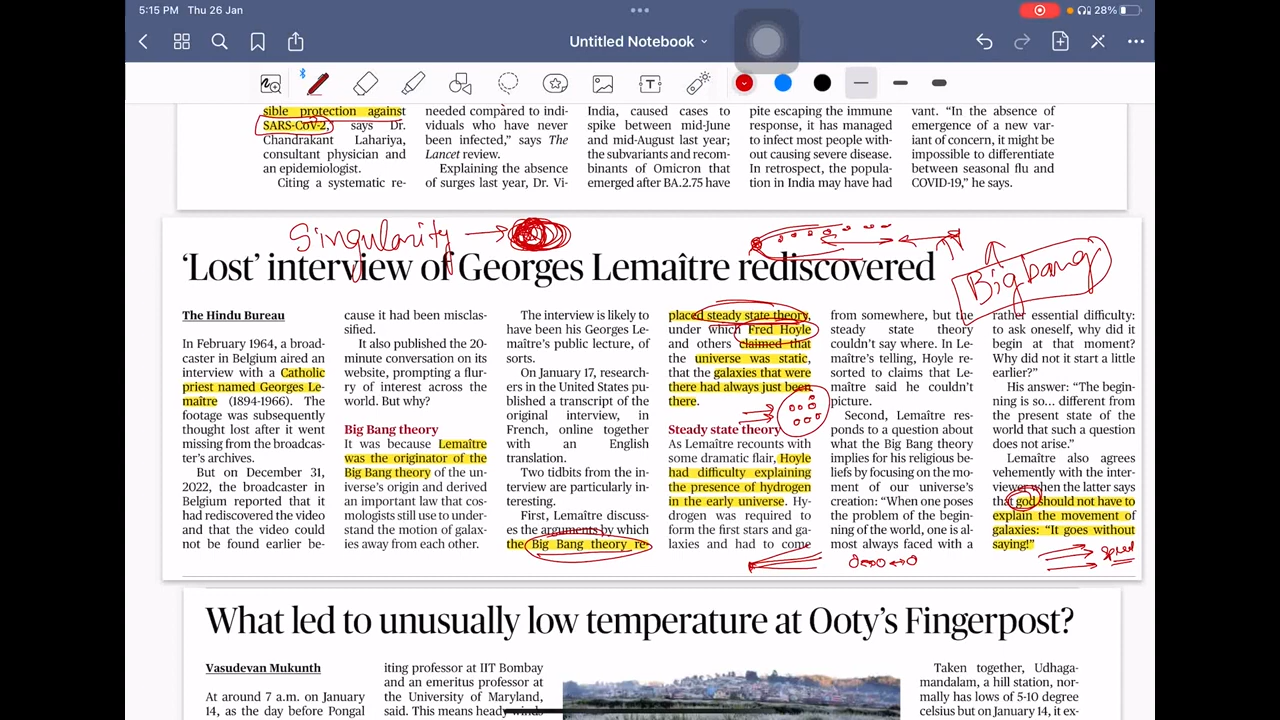 5:15 PM Thu 26 Jan
28%
Untitled Notebook
sible protection against
SARS-CoV-2, says Dr.
Chandrakant Lahariya,
consultant physician and
an epidemiologist.
Citing a systematic re-
needed compared to indi-
viduals who have never
been infected,” says The
Lancet review.
Explaining the absence
of surges last year, Dr. Vi-
India, caused cases to
spike between mid-June
and mid-August last year;
the subvariants and recom-
binants of Omicron that
emerged after BA.2.75 have
pite escaping the immune
response, it has managed
to infect most people with-
out causing severe disease.
In retrospect, the popula-
tion in India may have had
vant. “In the absence of
emergence of a new var-
iant of concern, it might be
impossible to differentiate
between seasonal flu and
COVID-19,” he says.
Singularity
Big bang
‘Lost’ interview of Georges Lemaître rediscovered
The Hindu Bureau
In February 1964, a broad-
caster in Belgium aired an
interview with a Catholic
priest named Georges Le-
maître (1894-1966). The
footage was subsequently
thought lost after it went
missing from the broadcas-
ter’s archives.
But on December 31,
2022, the broadcaster in
Belgium reported that it
had rediscovered the video
and that the video could
not be found earlier be-
cause it had been misclas-
sified.
It also published the 20-
minute conversation on its
website, prompting a flur-
ry of interest across the
world. But why?
Big Bang theory
It was because Lemaître
was the originator of the
Big Bang theory of the un-
iverse’s origin and derived
an important law that cos-
mologists still use to under-
stand the motion of galax-
ies away from each other.
The interview is likely to
have been his Georges Le-
maître’s public lecture, of
sorts.
On January 17, research-
ers in the United States pu-
blished a transcript of the
original interview, in
French, online together
with an English
translation.
Two tidbits from the in-
terview are particularly in-
teresting.
First, Lemaître discuss-
es the arguments by which
the Big Bang theory re-
placed steady state theory,
under which Fred Hoyle
and others claimed that
the universe was static,
that the galaxies that were
there had always just been
there.
Steady state theory
As Lemaître recounts with
some dramatic flair, Hoyle
had difficulty explaining
the presence of hydrogen
in the early universe. Hy-
drogen was required to
form the first stars and ga-
laxies and had to come
from somewhere, but the
steady state theory
couldn’t say where. In Le-
maître’s telling, Hoyle re-
sorted to claims that Le-
maître said he couldn’t
picture.
Second, Lemaître res-
ponds to a question about
what the Big Bang theory
implies for his religious be-
liefs by focusing on the mo-
ment of our universe’s
creation: “When one poses
the problem of the begin-
ning of the world, one is al-
most always faced with a
rather essential difficulty:
to ask oneself, why did it
begin at that moment?
Why did not it start a little
earlier?”
His answer: “The begin-
ning is so... different from
the present state of the
world that such a question
does not arise.”
Lemaître also agrees
vehemently with the inter-
viewer when the latter says
that god should not have to
explain the movement of
galaxies: “It goes without
saying!”
Speed
What led to unusually low temperature at Ooty’s Fingerpost?
Vasudevan Mukunth
At around 7 a.m. on January
14, as the day before Pongal
iting professor at IIT Bombay
and an emeritus professor at
the University of Maryland,
said. This means heady winds
Taken together, Udhaga-
mandalam, a hill station, nor-
mally has lows of 5-10 degree
celsius but on January 14, it ex-